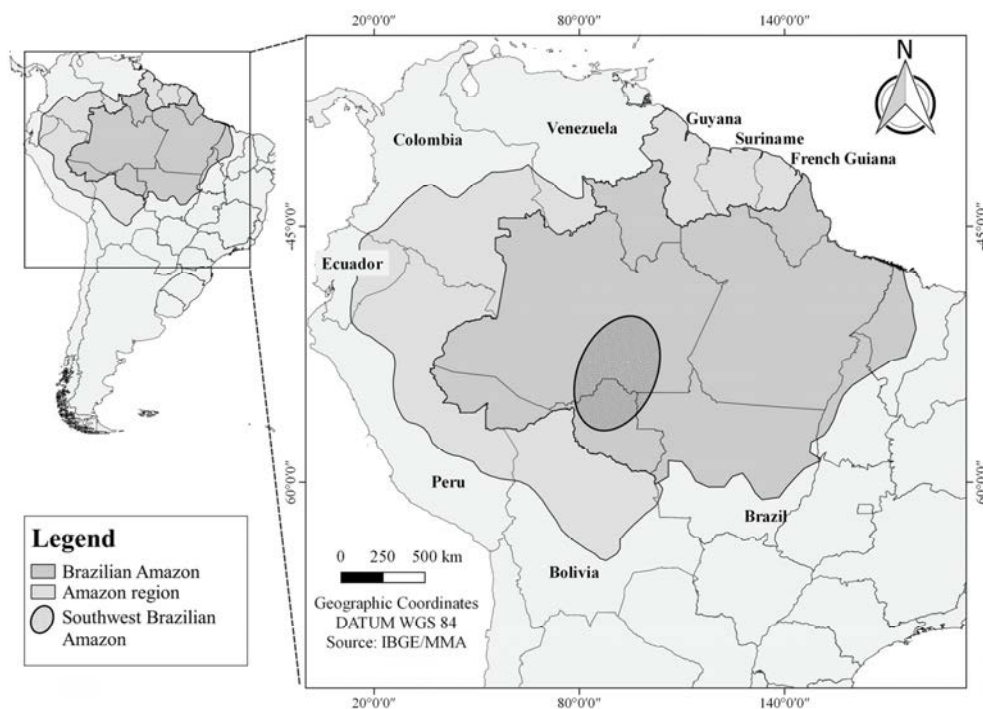 20°0'0"
80°0'0"
140°0'0"
N
Guyana
Suriname
French Guiana
Venezuela
Colombia
-45°0'0"
-45°0'0"
Ecuador
Peru
60°0'0"
60°0'0"
Brazil
Bolivia
0 250 500 km
Geographic Coordinates
DATUM WGS 84
Source: IBGE/MMA
Legend
Brazilian Amazon
Amazon region
Southwest Brazilian
Amazon
20°0'0"
80°0'0"
140°0'0"